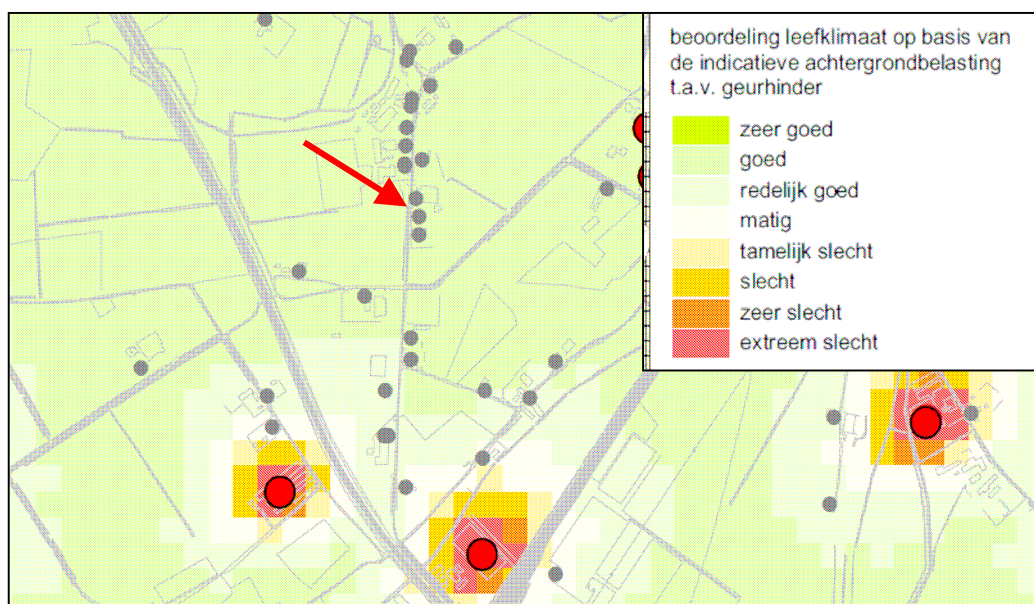 beoordeling leefklimaat op basis van
de indicatieve achtergrondbelasting
t.a.v. geurhinder
zeer goed
goed
redelijk goed
matig
tamelijk slecht
slecht
zeer slecht
extreem slecht